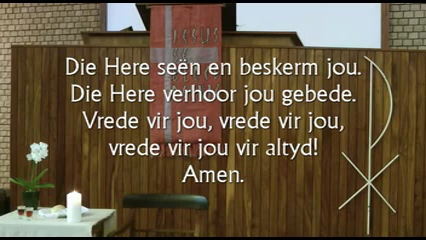 JESUS
Die Here seën en beskerm jou.
Die Here verhoor jou gebede.
Vrede vir jou, vrede vir jou,
vrede vir jou vir altyd!
Amen.